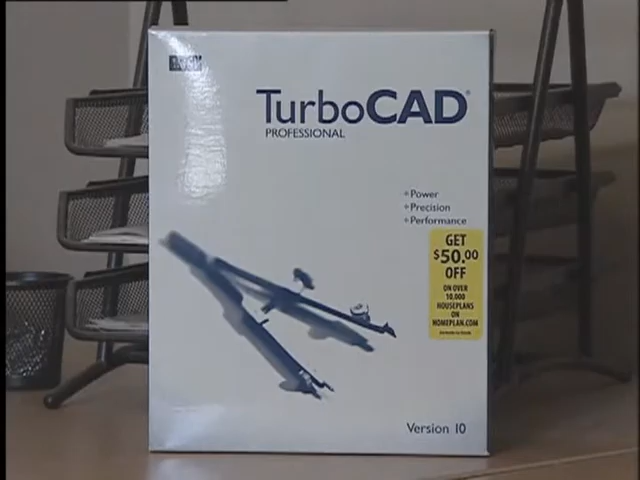 TurboCAD®
PROFESSIONAL
+Power
+Precision
+Performance
GET
$50.00
OFF
ON OVER
10,000
HOUSEPLANS
ON
HOMEPLAN.COM
Version 10